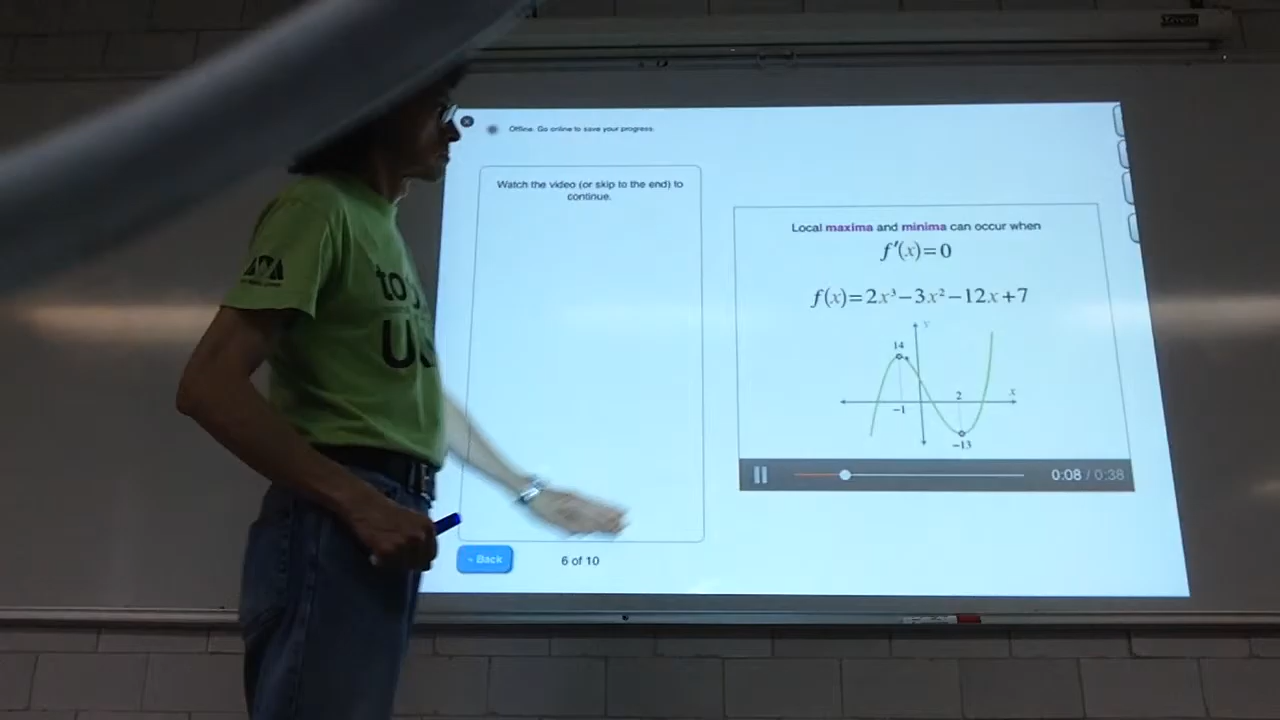 Offline. Go online to save your progress.
Watch the video (or skip to the end) to
continue.
Local maxima and minima can occur when
f′(x)=0
f(x)=2x³−3x²−12x+7
y
14
2
x
−1
−13
0:08 / 0:38
- Back
6 of 10